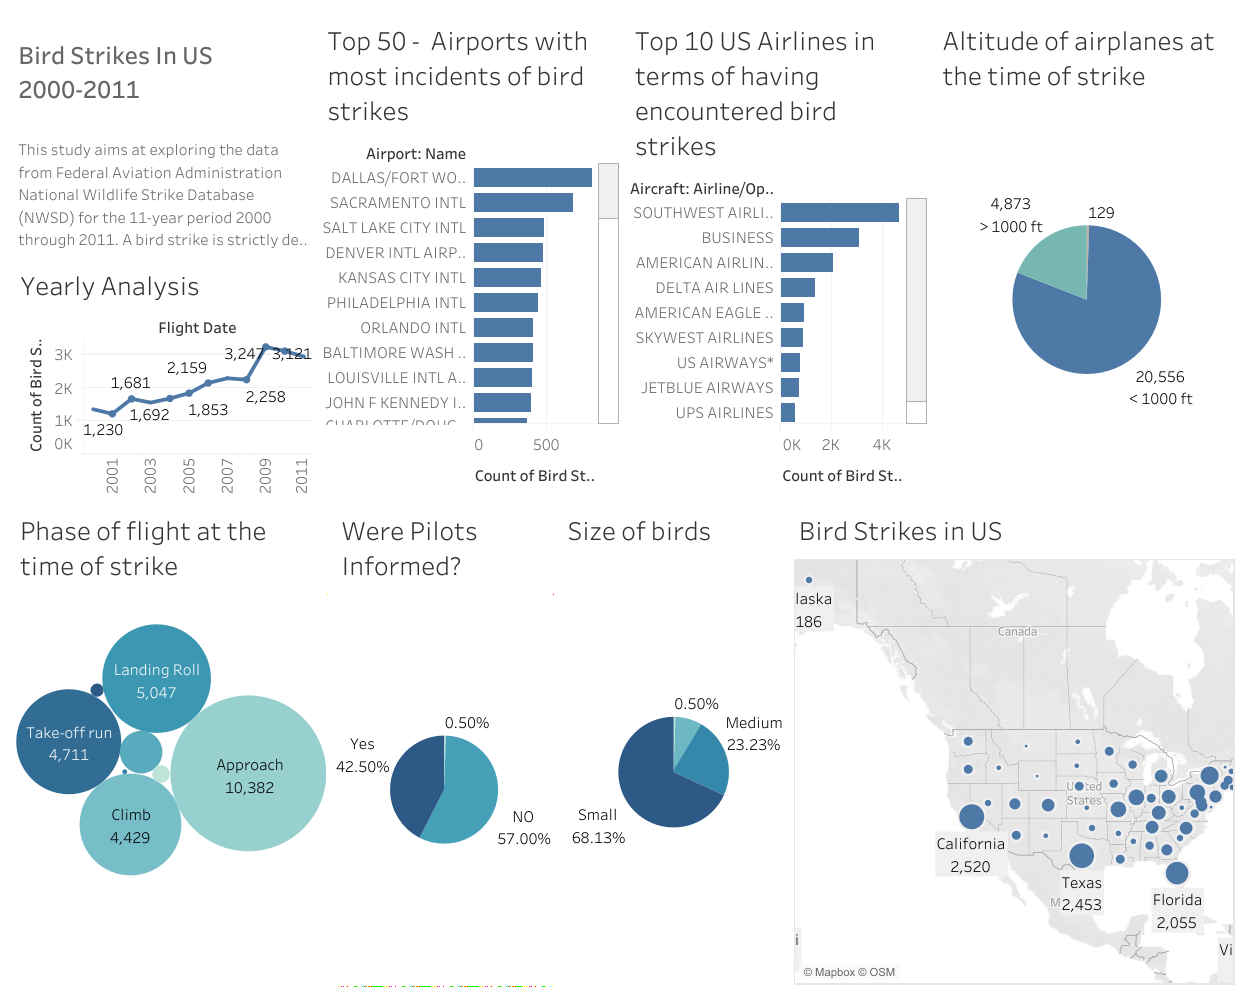 Bird Strikes In US
2000-2011
This study aims at exploring the data
from Federal Aviation Administration
National Wildlife Strike Database
(NWSD) for the 11-year period 2000
through 2011. A bird strike is strictly de..
Yearly Analysis
Flight Date
Count of Bird S..
3K
2K
1K
0K
1,230
1,681
1,692
2,159
1,853
3,247
2,258
3,121
2001
2003
2005
2007
2009
2011
Top 50 -  Airports with
most incidents of bird
strikes
Airport: Name
DALLAS/FORT WO..
SACRAMENTO INTL
SALT LAKE CITY INTL
DENVER INTL AIRP..
KANSAS CITY INTL
PHILADELPHIA INTL
ORLANDO INTL
BALTIMORE WASH ..
LOUISVILLE INTL A..
JOHN F KENNEDY I..
CHARLOTTE/DOUG..
0
500
Count of Bird St..
Top 10 US Airlines in
terms of having
encountered bird
strikes
Aircraft: Airline/Op..
SOUTHWEST AIRLI..
BUSINESS
AMERICAN AIRLIN..
DELTA AIR LINES
AMERICAN EAGLE ..
SKYWEST AIRLINES
US AIRWAYS*
JETBLUE AIRWAYS
UPS AIRLINES
0K
2K
4K
Count of Bird St..
Altitude of airplanes at
the time of strike
4,873
> 1000 ft
129
20,556
< 1000 ft
Phase of flight at the
time of strike
Landing Roll
5,047
Take-off run
4,711
Approach
10,382
Climb
4,429
Were Pilots
Informed?
0.50%
Yes
42.50%
NO
57.00%
Size of birds
0.50%
Medium
23.23%
Small
68.13%
Bird Strikes in US
laska
186
Canada
United
States
California
2,520
Texas
2,453
M
Florida
2,055
i
Vi
© Mapbox © OSM